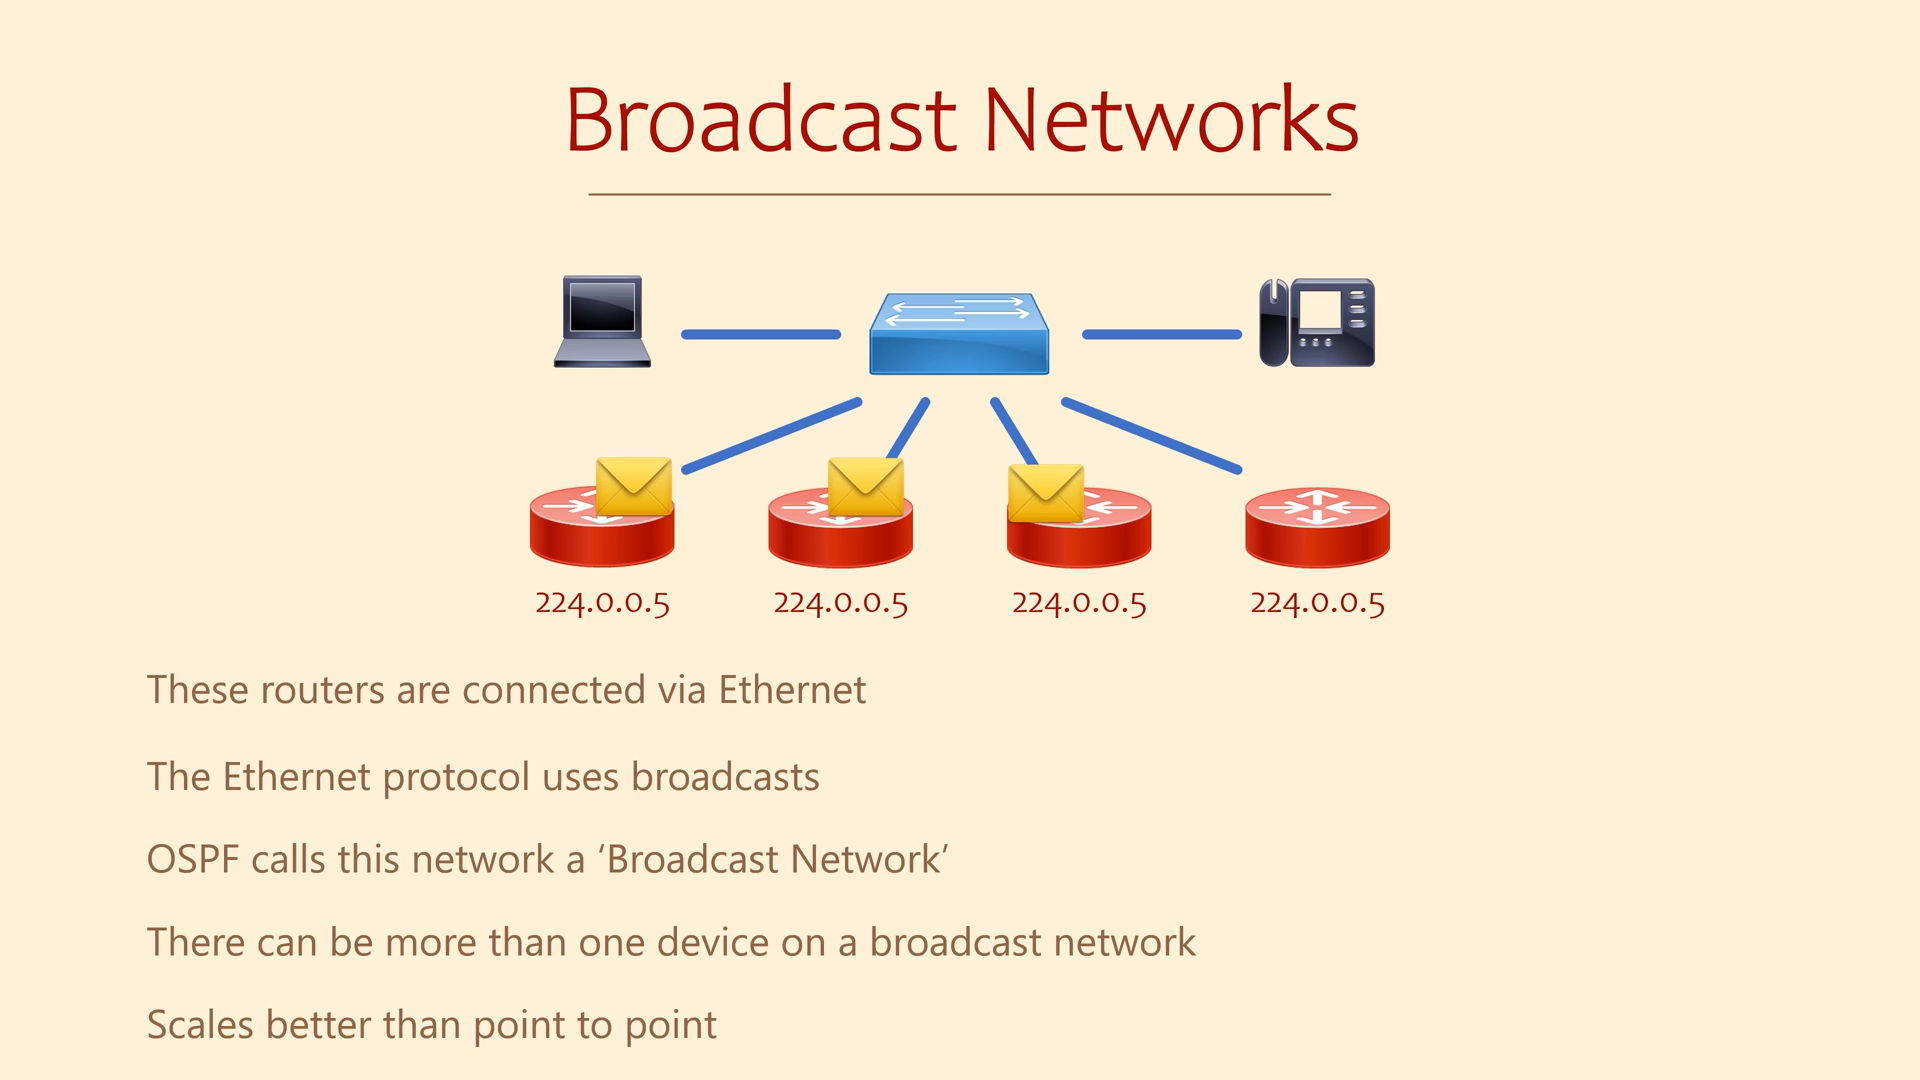 Broadcast Networks
224.0.0.5 224.0.0.5 224.0.0.5 224.0.0.5
These routers are connected via Ethernet
The Ethernet protocol uses broadcasts
OSPF calls this network a ‘Broadcast Network’
There can be more than one device on a broadcast network
Scales better than point to point